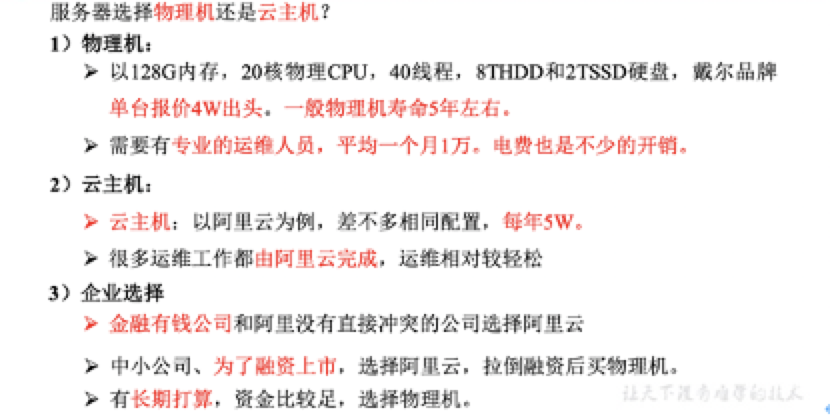 服务器选择物理机还是云主机？
1）物理机：
➢ 以128G内存，20核物理CPU，40线程，8THDD和2TSSD硬盘，戴尔品牌
单台报价4W出头。一般物理机寿命5年左右。
➢ 需要有专业的运维人员，平均一个月1万。电费也是不少的开销。
2）云主机：
➢ 云主机：以阿里云为例，差不多相同配置，每年5W。
➢ 很多运维工作都由阿里云完成，运维相对较轻松
3）企业选择
➢ 金融有钱公司和阿里没有直接冲突的公司选择阿里云
➢ 中小公司、为了融资上市，选择阿里云，拉倒融资后买物理机。
➢ 有长期打算，资金比较足，选择物理机。
让天下没有难学的技术